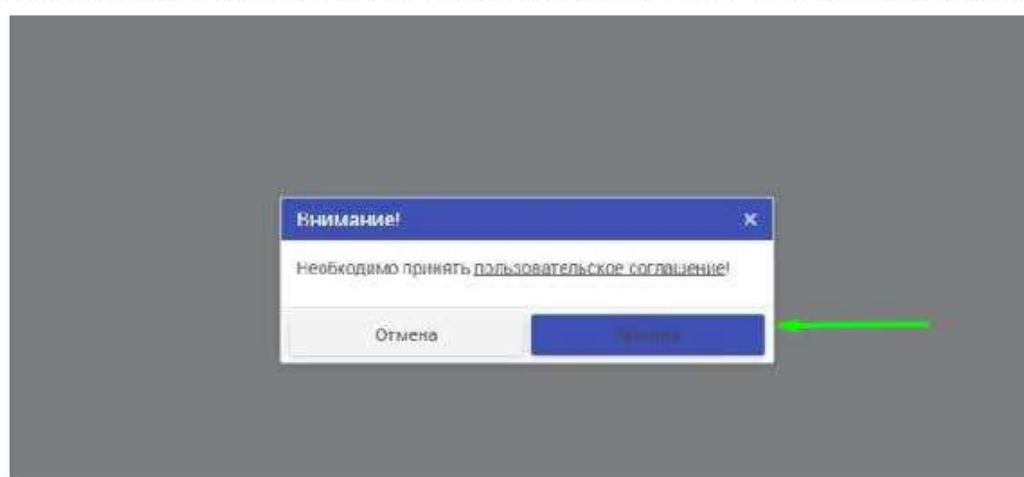 Внимание!
Необходимо принять пользовательское соглашение!
Отмена